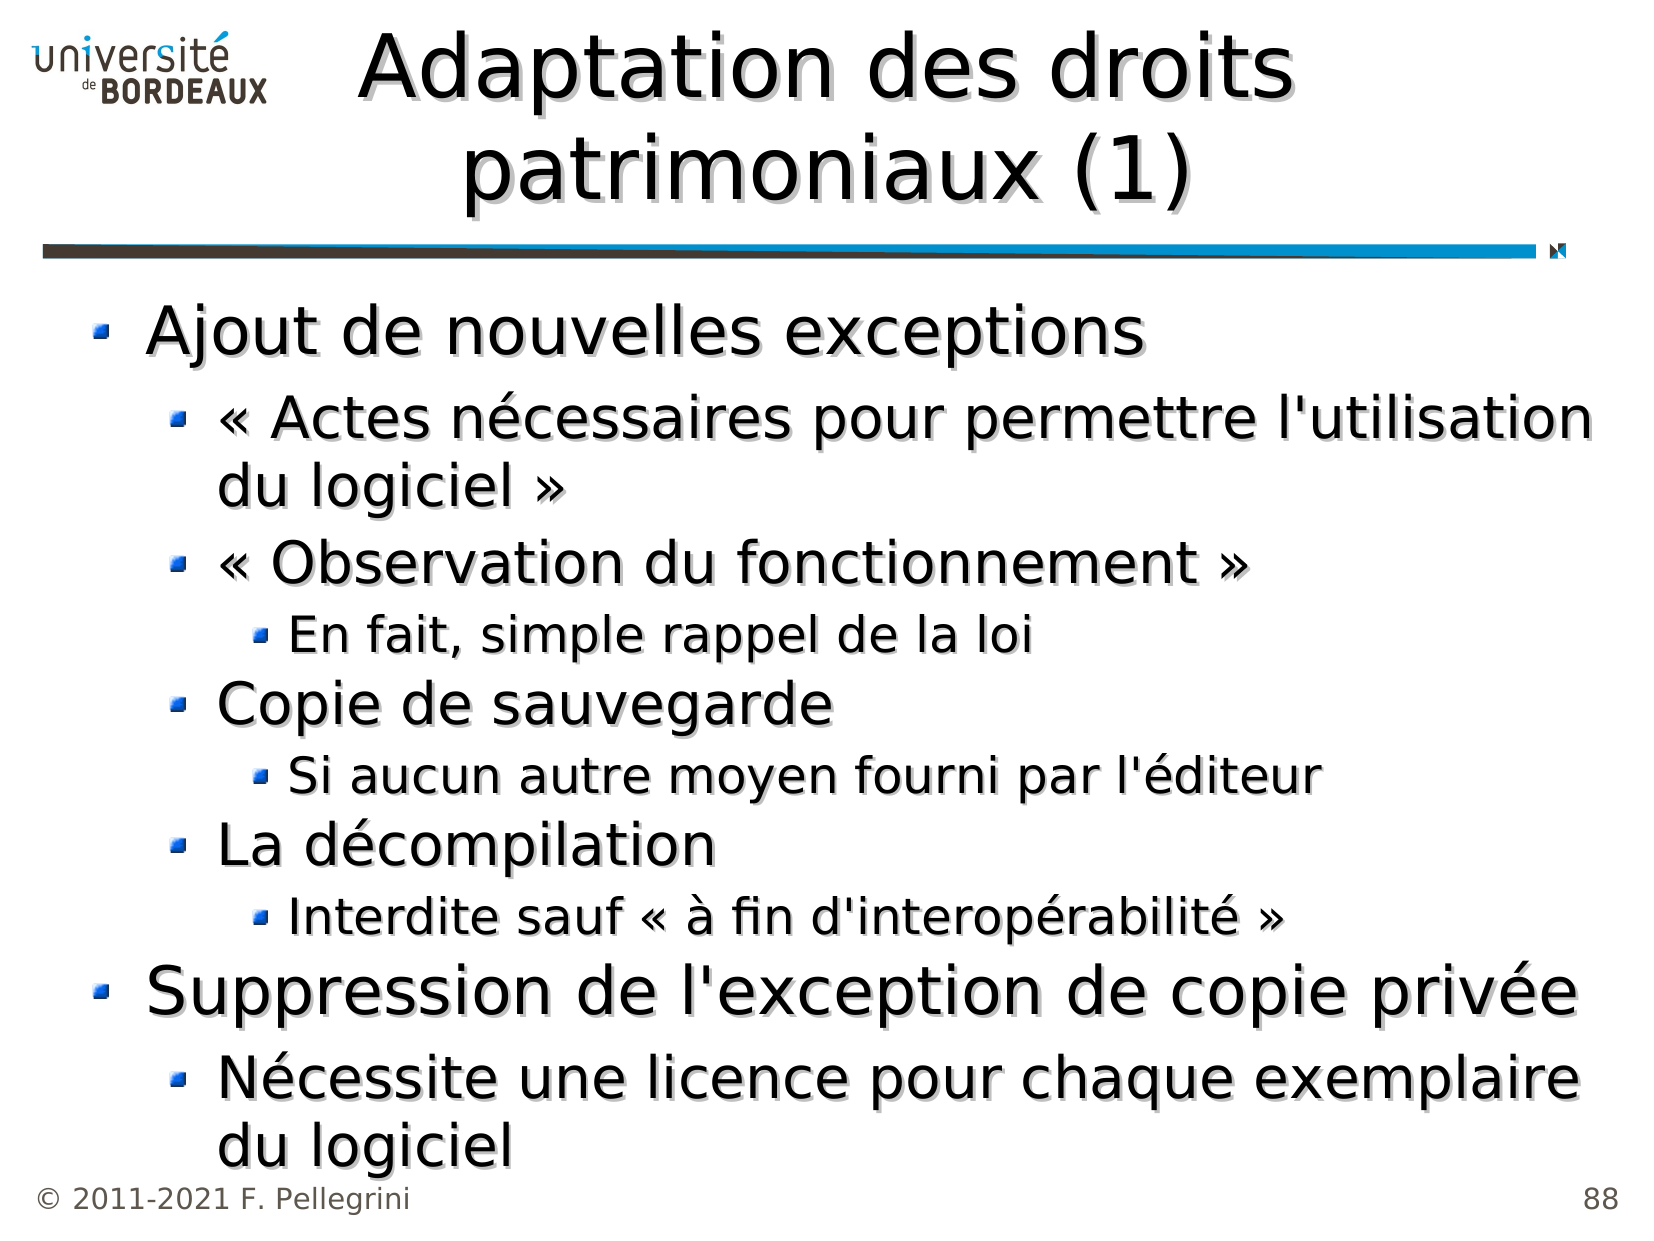 université
de BORDEAUX
Adaptation des droits
patrimoniaux (1)
Ajout de nouvelles exceptions
« Actes nécessaires pour permettre l'utilisation
du logiciel »
« Observation du fonctionnement »
En fait, simple rappel de la loi
Copie de sauvegarde
Si aucun autre moyen fourni par l'éditeur
La décompilation
Interdite sauf « à fin d'interopérabilité »
Suppression de l'exception de copie privée
Nécessite une licence pour chaque exemplaire
du logiciel
© 2011-2021 F. Pellegrini
88